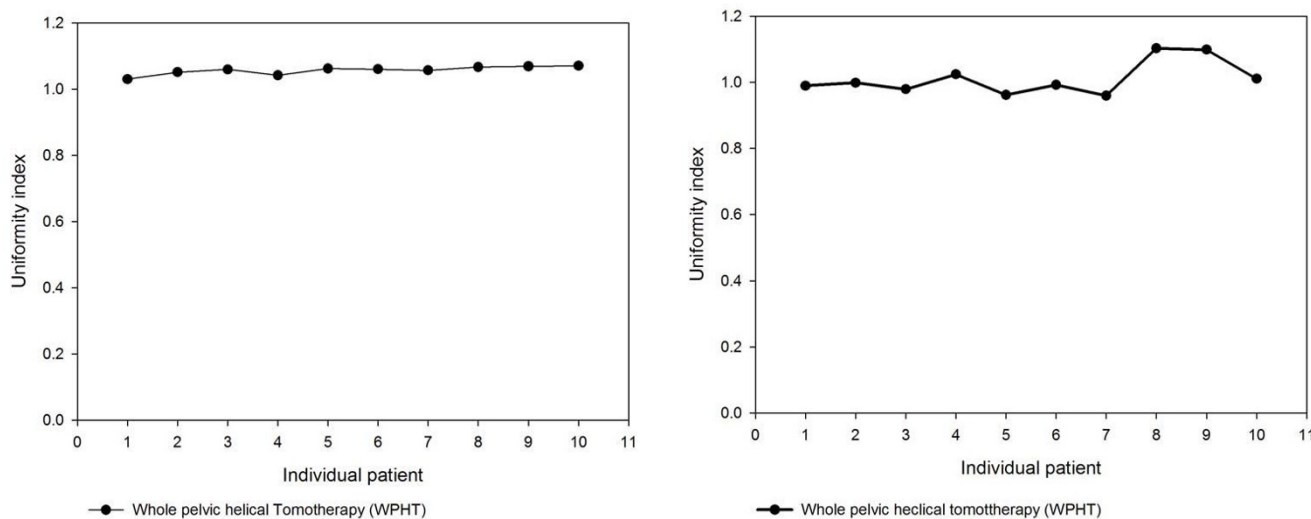 1.2
1.0
0.8
0.6
0.4
0.2
0.0
Uniformity index
0 1 2 3 4 5 6 7 8 9 10 11
Individual patient
Whole pelvic helical Tomotherapy (WPHT)
1.2
1.0
0.8
0.6
0.4
0.2
0.0
Uniformity index
0 1 2 3 4 5 6 7 8 9 10 11
Individual patient
Whole pelvic heclical tomottherapy (WPHT)